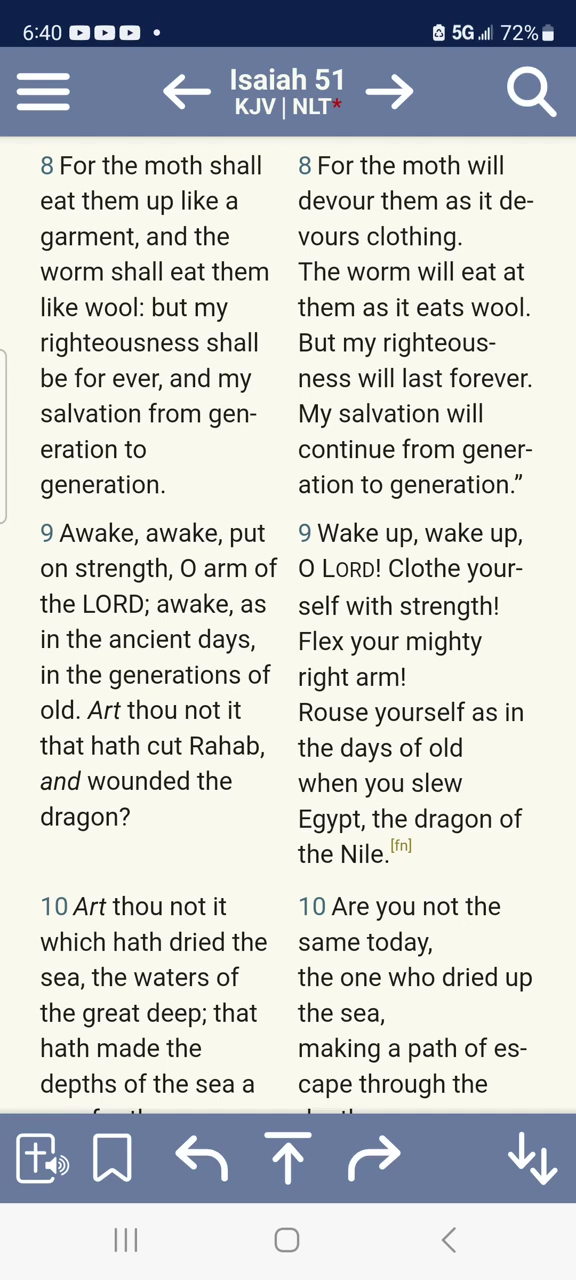 6:40
5G 72%
Isaiah 51
KJV | NLT*
8 For the moth shall
eat them up like a
garment, and the
worm shall eat them
like wool: but my
righteousness shall
be for ever, and my
salvation from gen-
eration to
generation.
8 For the moth will
devour them as it de-
vours clothing.
The worm will eat at
them as it eats wool.
But my righteous-
ness will last forever.
My salvation will
continue from gener-
ation to generation.”
9 Awake, awake, put
on strength, O arm of
the LORD; awake, as
in the ancient days,
in the generations of
old. Art thou not it
that hath cut Rahab,
and wounded the
dragon?
9 Wake up, wake up,
O LORD! Clothe your-
self with strength!
Flex your mighty
right arm!
Rouse yourself as in
the days of old
when you slew
Egypt, the dragon of
the Nile.[fn]
10 Art thou not it
which hath dried the
sea, the waters of
the great deep; that
hath made the
depths of the sea a
10 Are you not the
same today,
the one who dried up
the sea,
making a path of es-
cape through the